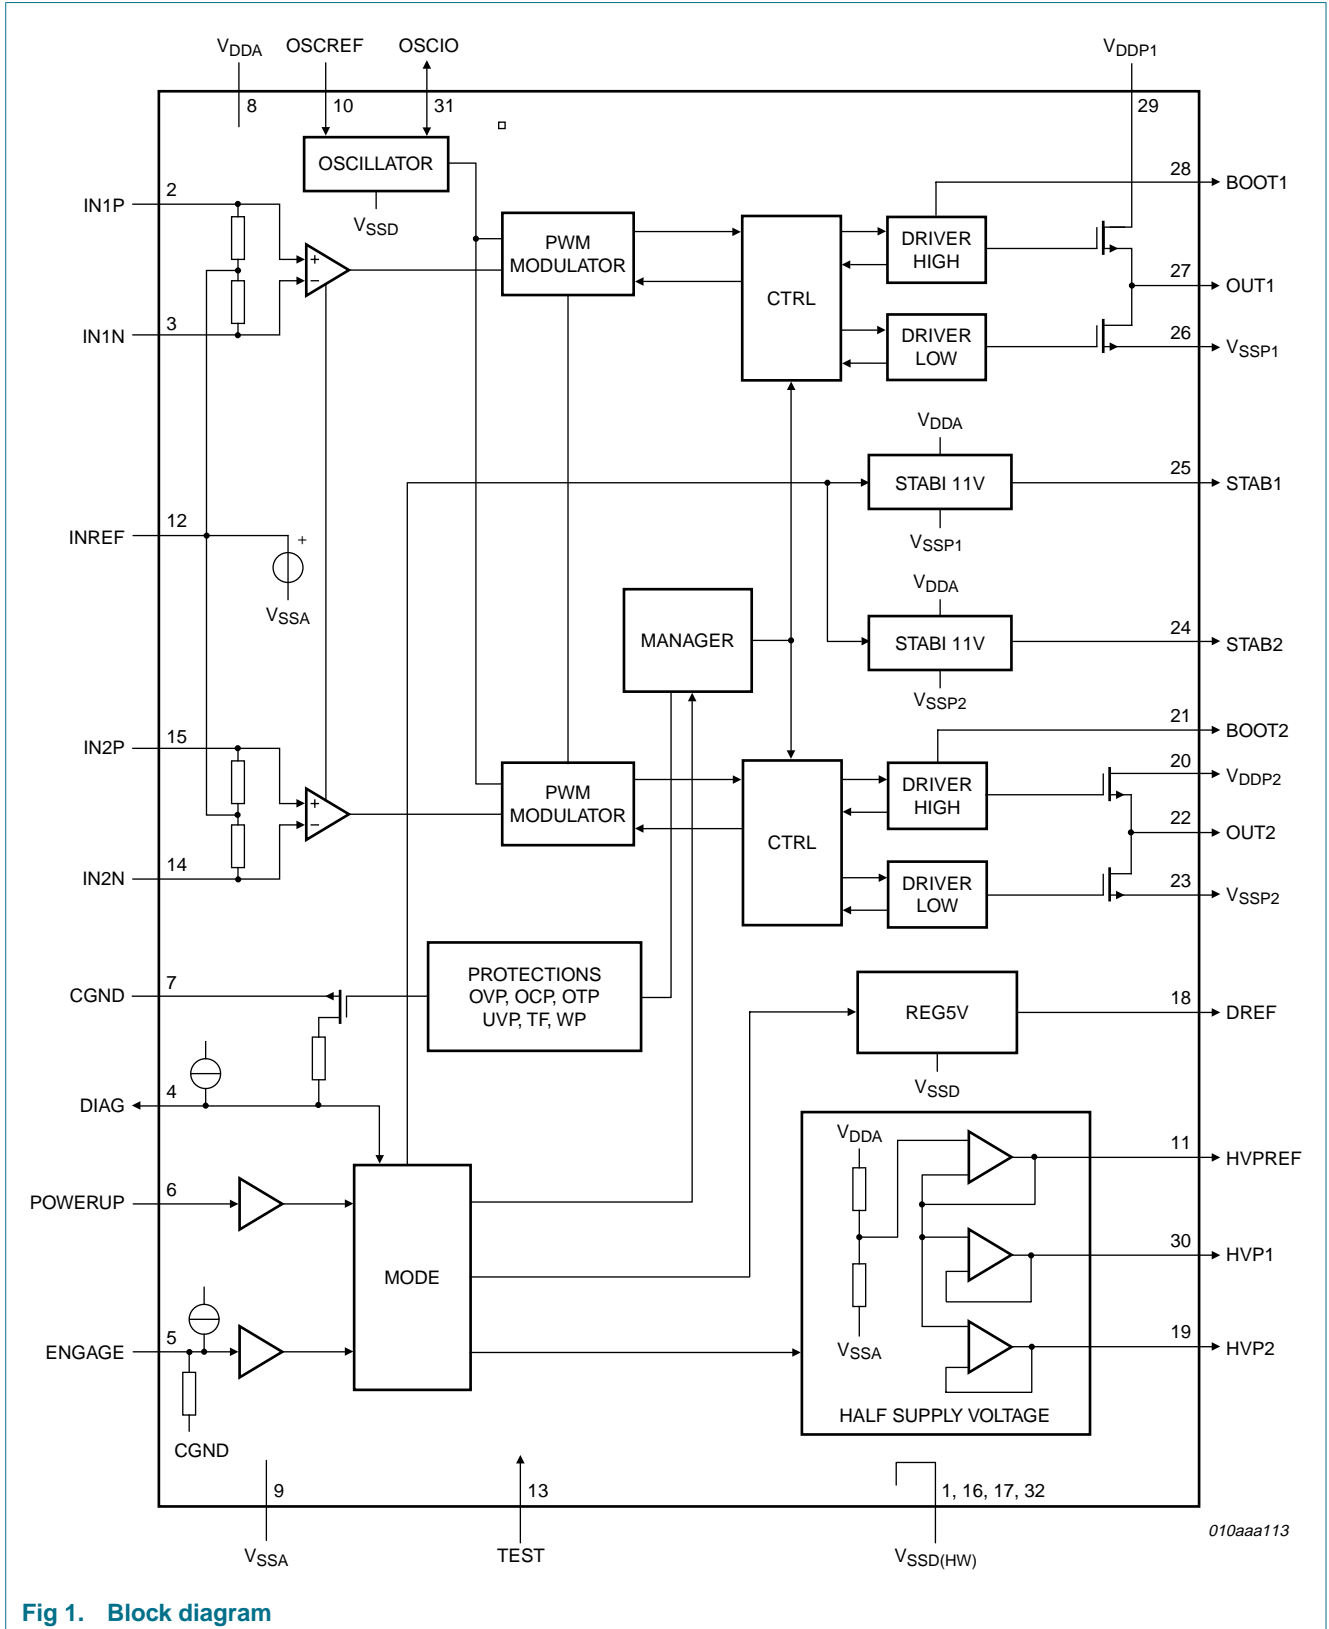 VDDA OSCREF OSCIO VDDP1
8 10 31 29
OSCILLATOR
VSSD
28 BOOT1
IN1P 2
+
−
PWM
MODULATOR
CTRL
DRIVER
HIGH
27 OUT1
IN1N 3
DRIVER
LOW
26 VSSP1
VDDA
STABI 11V
25 STAB1
VSSP1
INREF 12
+
VSSA
VDDA
MANAGER
STABI 11V
24 STAB2
VSSP2
21 BOOT2
IN2P 15
+
−
PWM
MODULATOR
CTRL
DRIVER
HIGH
20 VDDP2
22 OUT2
IN2N 14
DRIVER
LOW
23 VSSP2
CGND 7
PROTECTIONS
OVP, OCP, OTP
UVP, TF, WP
REG5V
18 DREF
VSSD
DIAG 4
VDDA
11 HVPREF
POWERUP 6
MODE
30 HVP1
ENGAGE 5
VSSA
19 HVP2
HALF SUPPLY VOLTAGE
CGND
9 13 1, 16, 17, 32
VSSA TEST VSSD(HW)
010aaa113
Fig 1. Block diagram